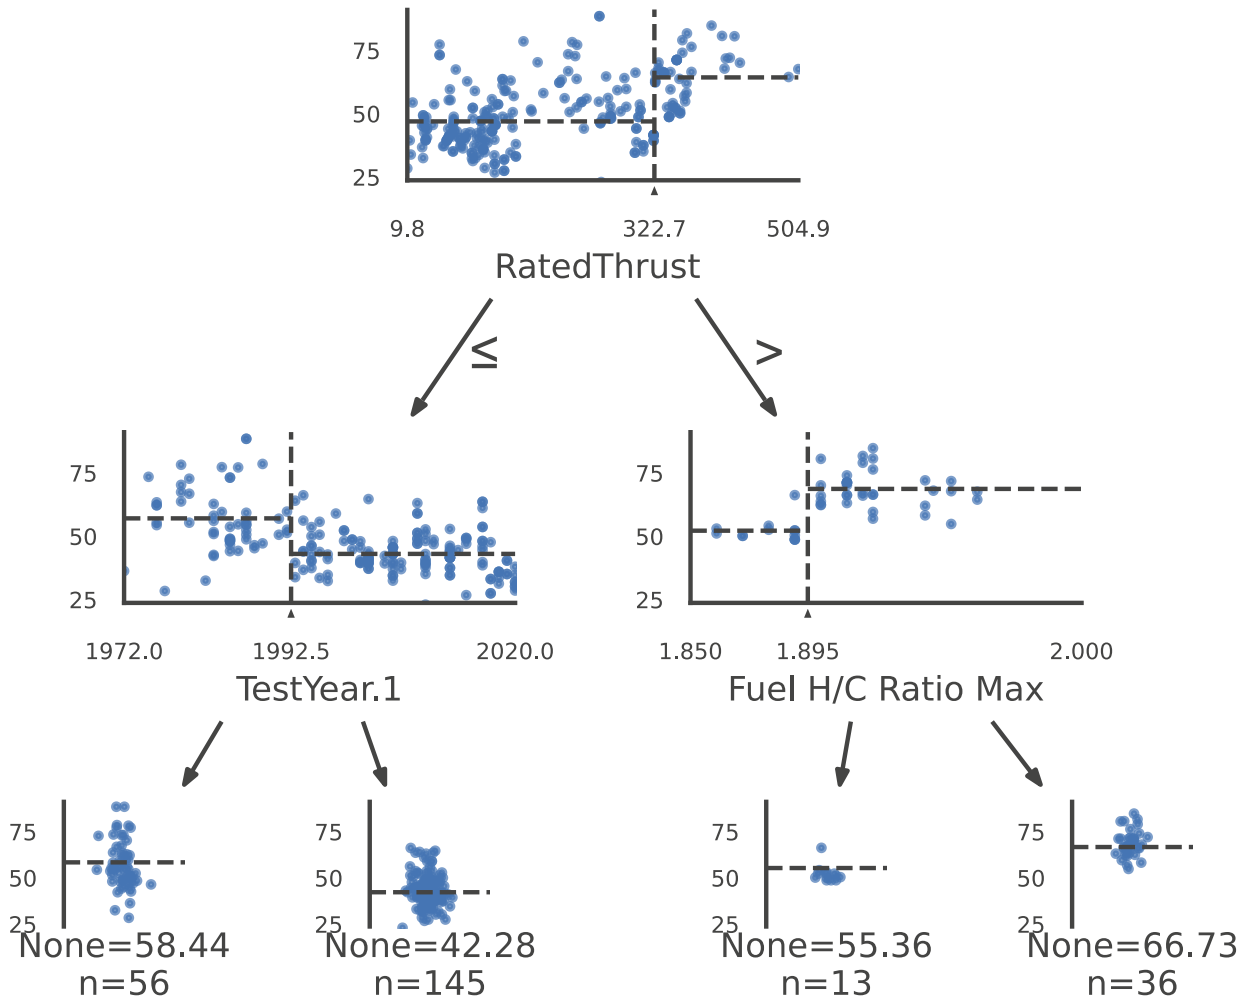 75
50
25
9.8 322.7 504.9
RatedThrust
≤ >
75 75
50 50
25 25
1972.0 1992.5 2020.0 1.850 1.895 2.000
TestYear.1 Fuel H/C Ratio Max
75 75 75 75
50 50 50 50
25 25 25 25
None=58.44 None=42.28 None=55.36 None=66.73
n=56 n=145 n=13 n=36